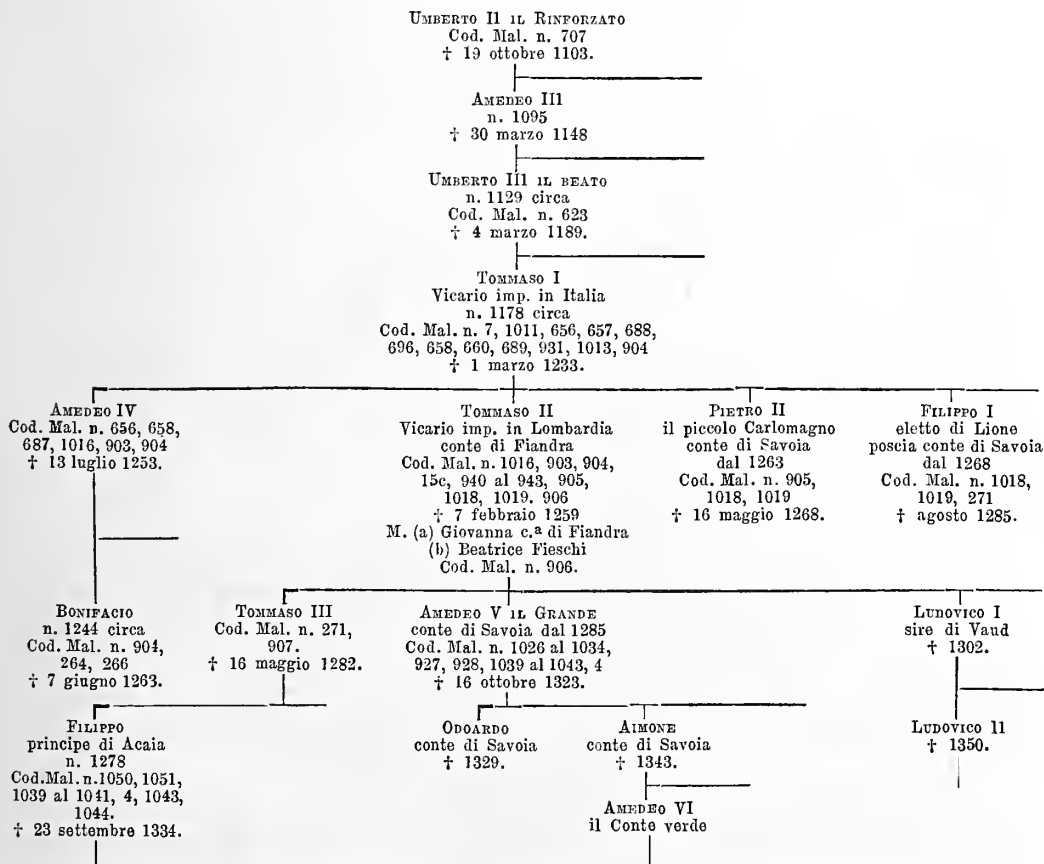 UMBERTO II IL RINFORZATO
Cod. Mal. n. 707
† 19 ottobre 1103.
AMEDEO III
n. 1095
† 30 marzo 1148
UMBERTO III IL BEATO
n. 1129 circa
Cod. Mal. n. 623
† 4 marzo 1189.
TOMMASO I
Vicario imp. in Italia
n. 1178 circa
Cod. Mal. n. 7, 1011, 656, 657, 688,
696, 658, 660, 689, 931, 1013, 904
† 1 marzo 1233.
AMEDEO IV
Cod. Mal. n. 656, 658,
687, 1016, 903, 904
† 13 luglio 1253.
TOMMASO II
Vicario imp. in Lombardia
conte di Fiandra
Cod. Mal. n. 1016, 903, 904,
15c, 940 al 943, 905,
1018, 1019. 906
† 7 febbraio 1259
M. (a) Giovanna c.ª di Fiandra
(b) Beatrice Fieschi
Cod. Mal. n. 906.
PIETRO II
il piccolo Carlomagno
conte di Savoia
dal 1263
Cod. Mal. n. 905,
1018, 1019
† 16 maggio 1268.
FILIPPO I
eletto di Lione
poscia conte di Savoia
dal 1268
Cod. Mal. n. 1018,
1019, 271
† agosto 1285.
BONIFACIO
n. 1244 circa
Cod. Mal. n. 904,
264, 266
† 7 giugno 1263.
TOMMASO III
Cod. Mal. n. 271,
907.
† 16 maggio 1282.
AMEDEO V IL GRANDE
conte di Savoia dal 1285
Cod. Mal. n. 1026 al 1034,
927, 928, 1039 al 1043, 4
† 16 ottobre 1323.
LUDOVICO I
sire di Vaud
† 1302.
FILIPPO
principe di Acaia
n. 1278
Cod.Mal.n.1050, 1051,
1039 al 1041, 4, 1043,
1044.
† 23 settembre 1334.
ODOARDO
conte di Savoia
† 1329.
AIMONE
conte di Savoia
† 1343.
LUDOVICO II
† 1350.
AMEDEO VI
il Conte verde